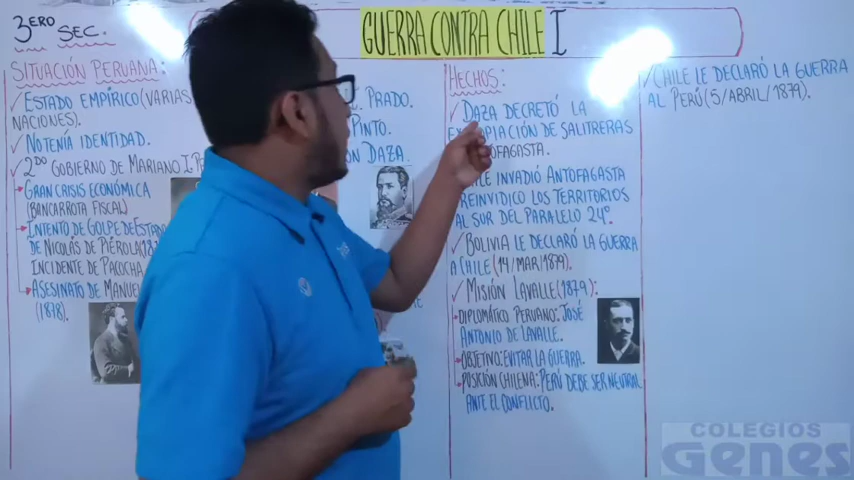 3ERO SEC.
GUERRA CONTRA CHILE I
SITUACIÓN PERUANA:
✓ ESTADO EMPÍRICO (VARIAS
NACIONES).
✓ NO TENÍA IDENTIDAD.
✓ 2DO GOBIERNO DE MARIANO I. P
GRAN CRISIS ECONÓMICA
(BANCARROTA FISCAL)
INTENTO DE GOLPE DE ESTADO
DE NICOLÁS DE PIÉROLA
INCIDENTE DE PACOCHA
ASESINATO DE MANUEL
(1878).
PRADO.
PINTO.
DAZA.
HECHOS:
✓ DAZA DECRETÓ LA
PIACIÓN DE SALITRERAS
OFAGASTA.
LE INVADIÓ ANTOFAGASTA
REINVIDICO LOS TERRITORIOS
AL SUR DEL PARALELO 24°.
✓ BOLIVIA LE DECLARÓ LA GUERRA
A CHILE (14/MAR/1879).
✓ MISIÓN LAVALLE (1879):
DIPLOMÁTICO PERUANO: JOSÉ
ANTONIO DE LAVALLE.
OBJETIVO: EVITAR LA GUERRA.
POSICIÓN CHILENA: PERÚ DEBE SER NEUTRAL
ANTE EL CONFLICTO.
✓ CHILE LE DECLARÓ LA GUERRA
AL PERÚ (5/ABRIL/1879).
COLEGIOS
Genes